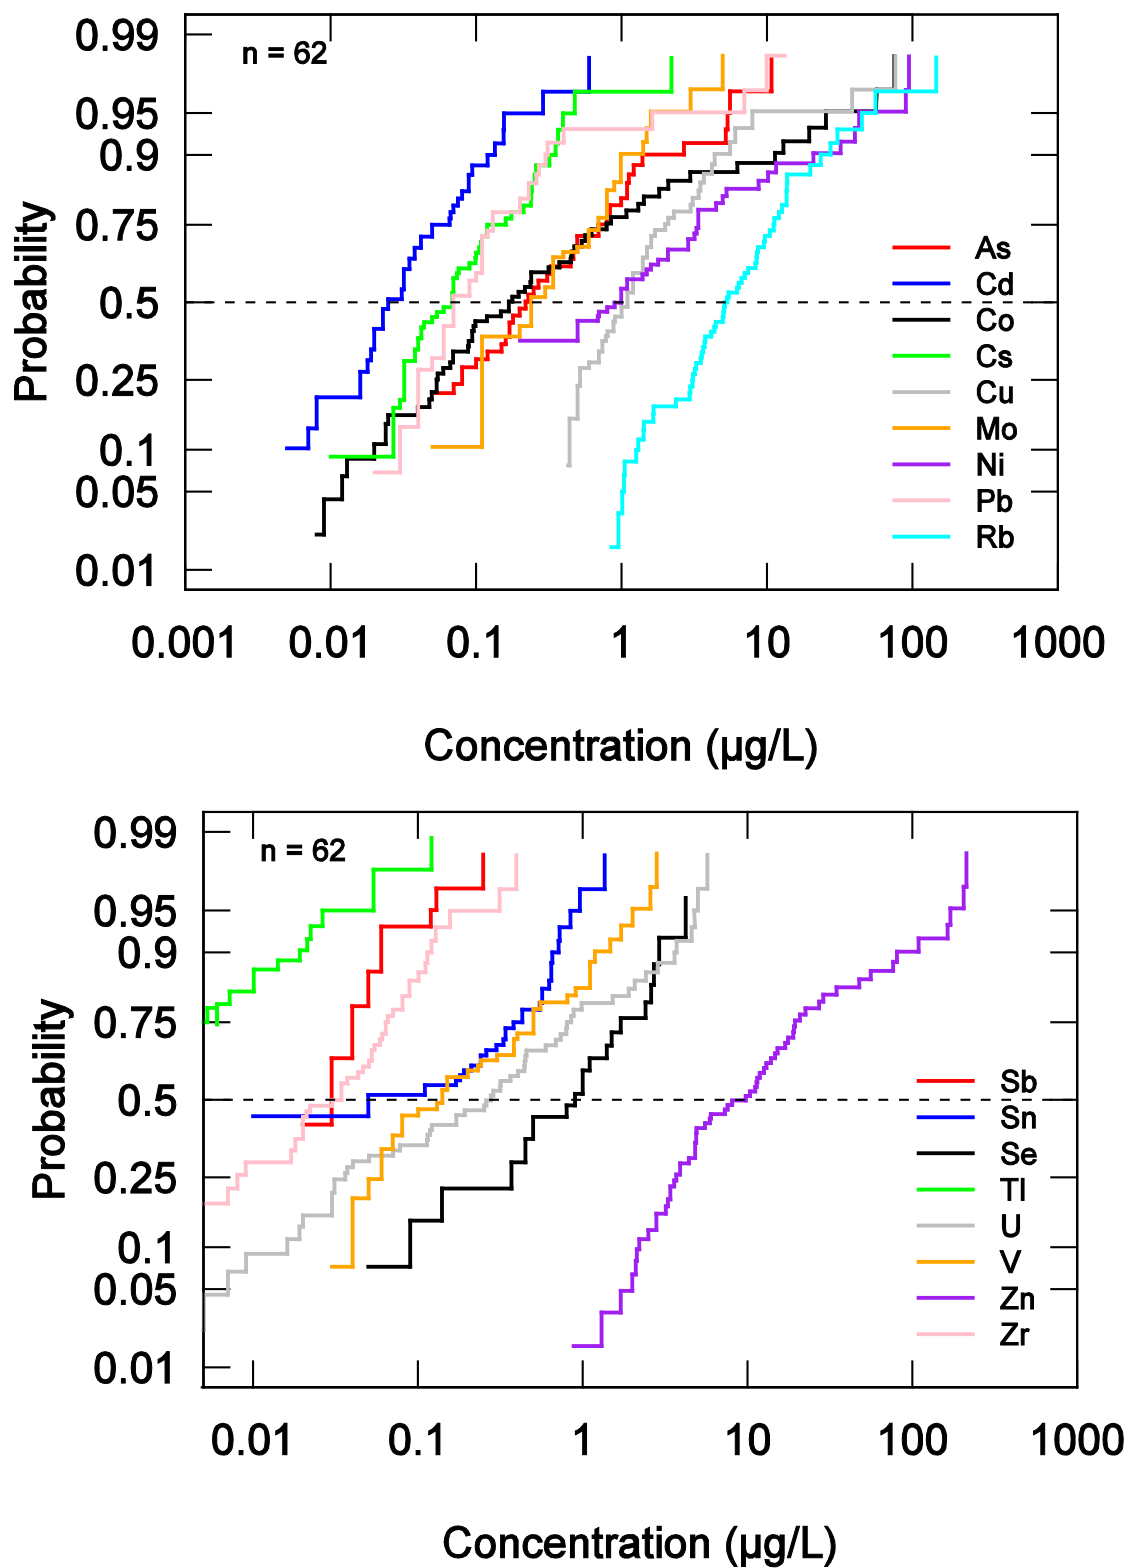 0.99
n = 62
0.95
0.9
0.75
0.5
0.25
0.1
0.05
0.01
Probability
As
Cd
Co
Cs
Cu
Mo
Ni
Pb
Rb
0.001 0.01 0.1 1 10 100 1000
Concentration (µg/L)
0.99
n = 62
0.95
0.9
0.75
0.5
0.25
0.1
0.05
0.01
Probability
Sb
Sn
Se
Tl
U
V
Zn
Zr
0.01 0.1 1 10 100 1000
Concentration (µg/L)